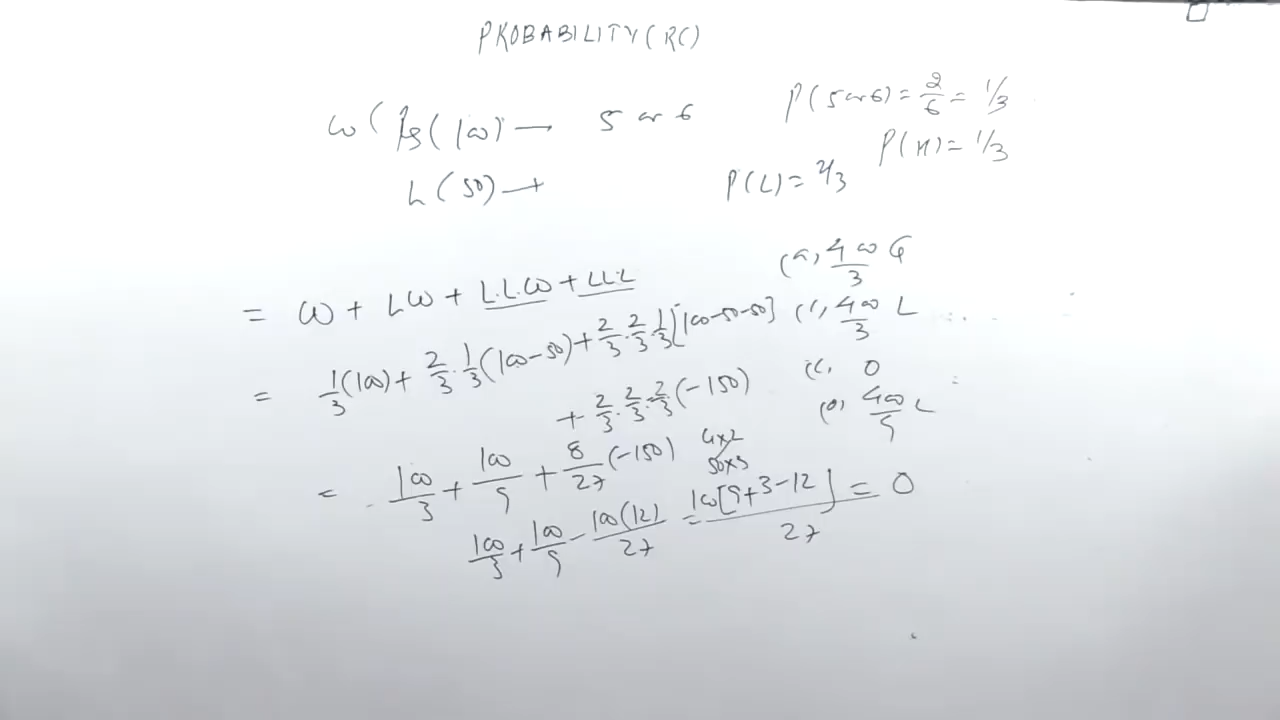 PROBABILITY(RC)
W( Rs(100) → 5 or 6 P(5 or 6) = 2/6 = 1/3
P(W) = 1/3
L(50) → P(L) = 2/3
(a, 400/3 G
= W + LW + L.L.W + LLL
(1, 400/3 L
= 1/3(100) + 2/3 . 1/3(100-50) + 2/3 . 2/3 . 1/3[100-50-50]
(c, 0
+ 2/3 . 2/3 . 2/3(-150)
(D, 400/9 L
= 100/3 + 100/9 + 8/27(-150) 4x2
50x3
100/3 + 100/9 - 100(12)/27 = 100[9+3-12]/27 = 0